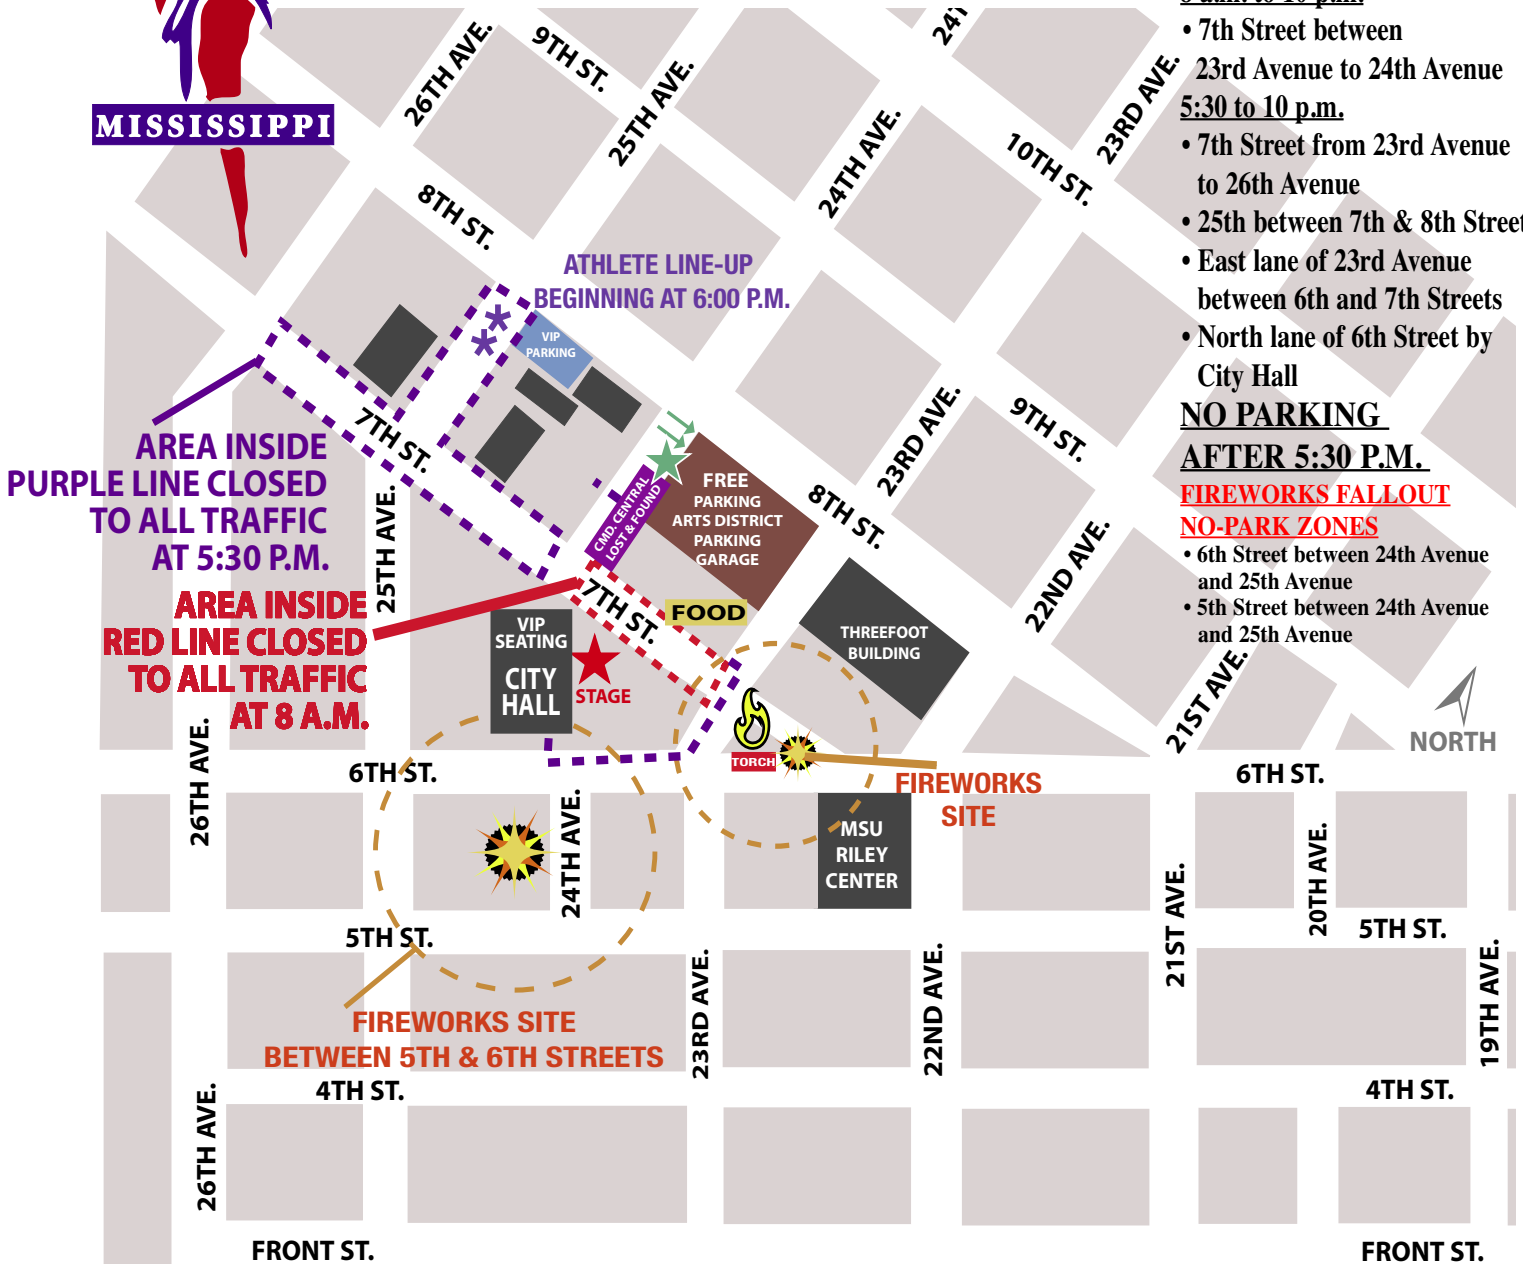 MISSISSIPPI
26TH AVE.
9TH ST.
25TH AVE.
24TH AVE.
23RD AVE.
10TH ST.
8TH ST.
ATHLETE LINE-UP
BEGINNING AT 6:00 P.M.
VIP
PARKING
7TH ST.
AREA INSIDE
PURPLE LINE CLOSED
TO ALL TRAFFIC
AT 5:30 P.M.
25TH AVE.
AREA INSIDE
RED LINE CLOSED
TO ALL TRAFFIC
AT 8 A.M.
CMD. CENTRAL
LOST & FOUND
FREE
PARKING
ARTS DISTRICT
PARKING
GARAGE
23RD AVE.
9TH ST.
8TH ST.
22ND AVE.
7TH ST.
FOOD
VIP
SEATING
CITY
HALL
STAGE
THREEFOOT
BUILDING
TORCH
FIREWORKS
SITE
21ST AVE.
NORTH
26TH AVE.
6TH ST.
6TH ST.
24TH AVE.
MSU
RILEY
CENTER
21ST AVE.
20TH AVE.
5TH ST.
5TH ST.
23RD AVE.
22ND AVE.
19TH AVE.
FIREWORKS SITE
BETWEEN 5TH & 6TH STREETS
4TH ST.
4TH ST.
26TH AVE.
FRONT ST.
FRONT ST.
8 a.m. to 10 p.m.
• 7th Street between
23rd Avenue to 24th Avenue
5:30 to 10 p.m.
• 7th Street from 23rd Avenue
to 26th Avenue
• 25th between 7th & 8th Street
• East lane of 23rd Avenue
between 6th and 7th Streets
• North lane of 6th Street by
City Hall
NO PARKING
AFTER 5:30 P.M.
FIREWORKS FALLOUT
NO-PARK ZONES
• 6th Street between 24th Avenue
and 25th Avenue
• 5th Street between 24th Avenue
and 25th Avenue